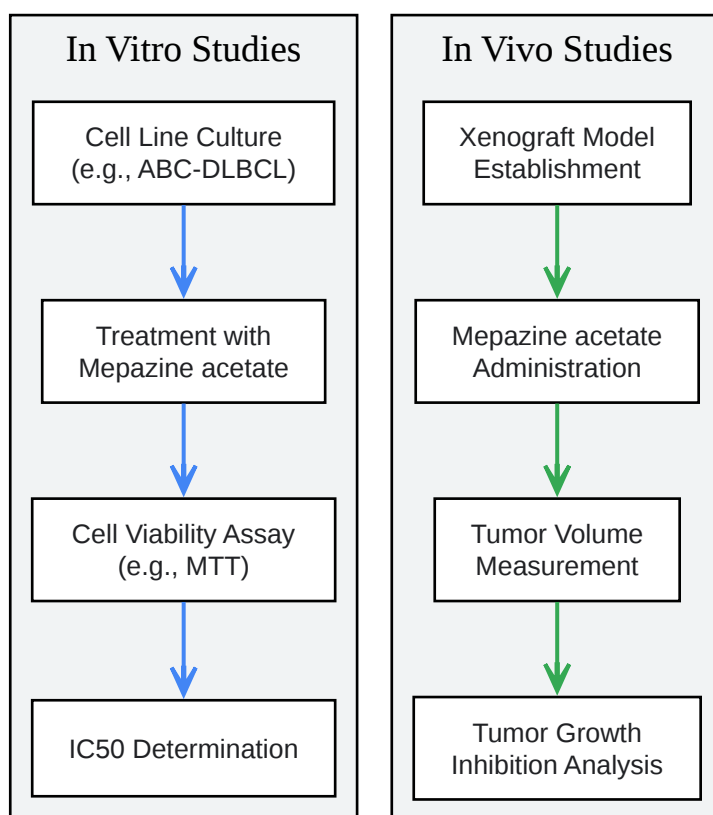 In Vitro Studies
Cell Line Culture
(e.g., ABC-DLBCL)
Treatment with
Mepazine acetate
Cell Viability Assay
(e.g., MTT)
IC50 Determination
In Vivo Studies
Xenograft Model
Establishment
Mepazine acetate
Administration
Tumor Volume
Measurement
Tumor Growth
Inhibition Analysis